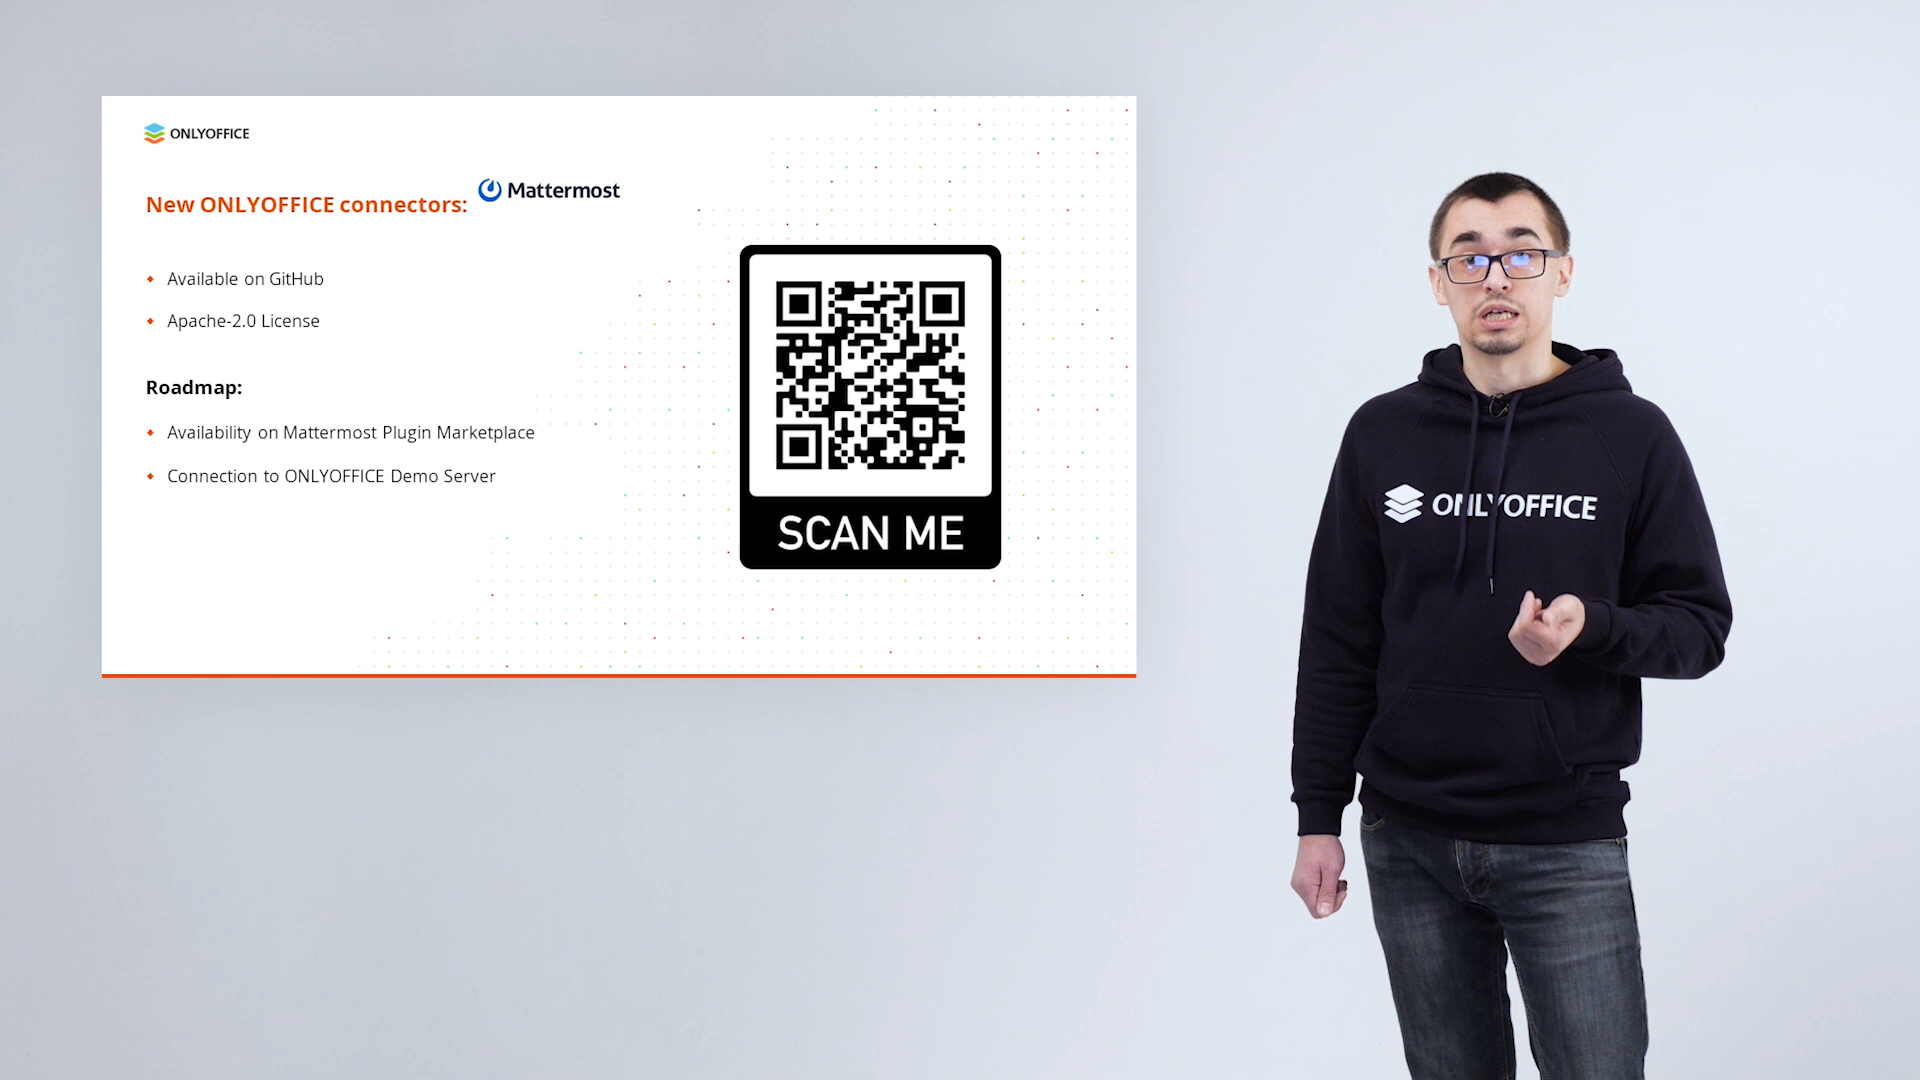 ONLYOFFICE
New ONLYOFFICE connectors: Mattermost
Available on GitHub
Apache-2.0 License
Roadmap:
Availability on Mattermost Plugin Marketplace
Connection to ONLYOFFICE Demo Server
SCAN ME
ONLYOFFICE